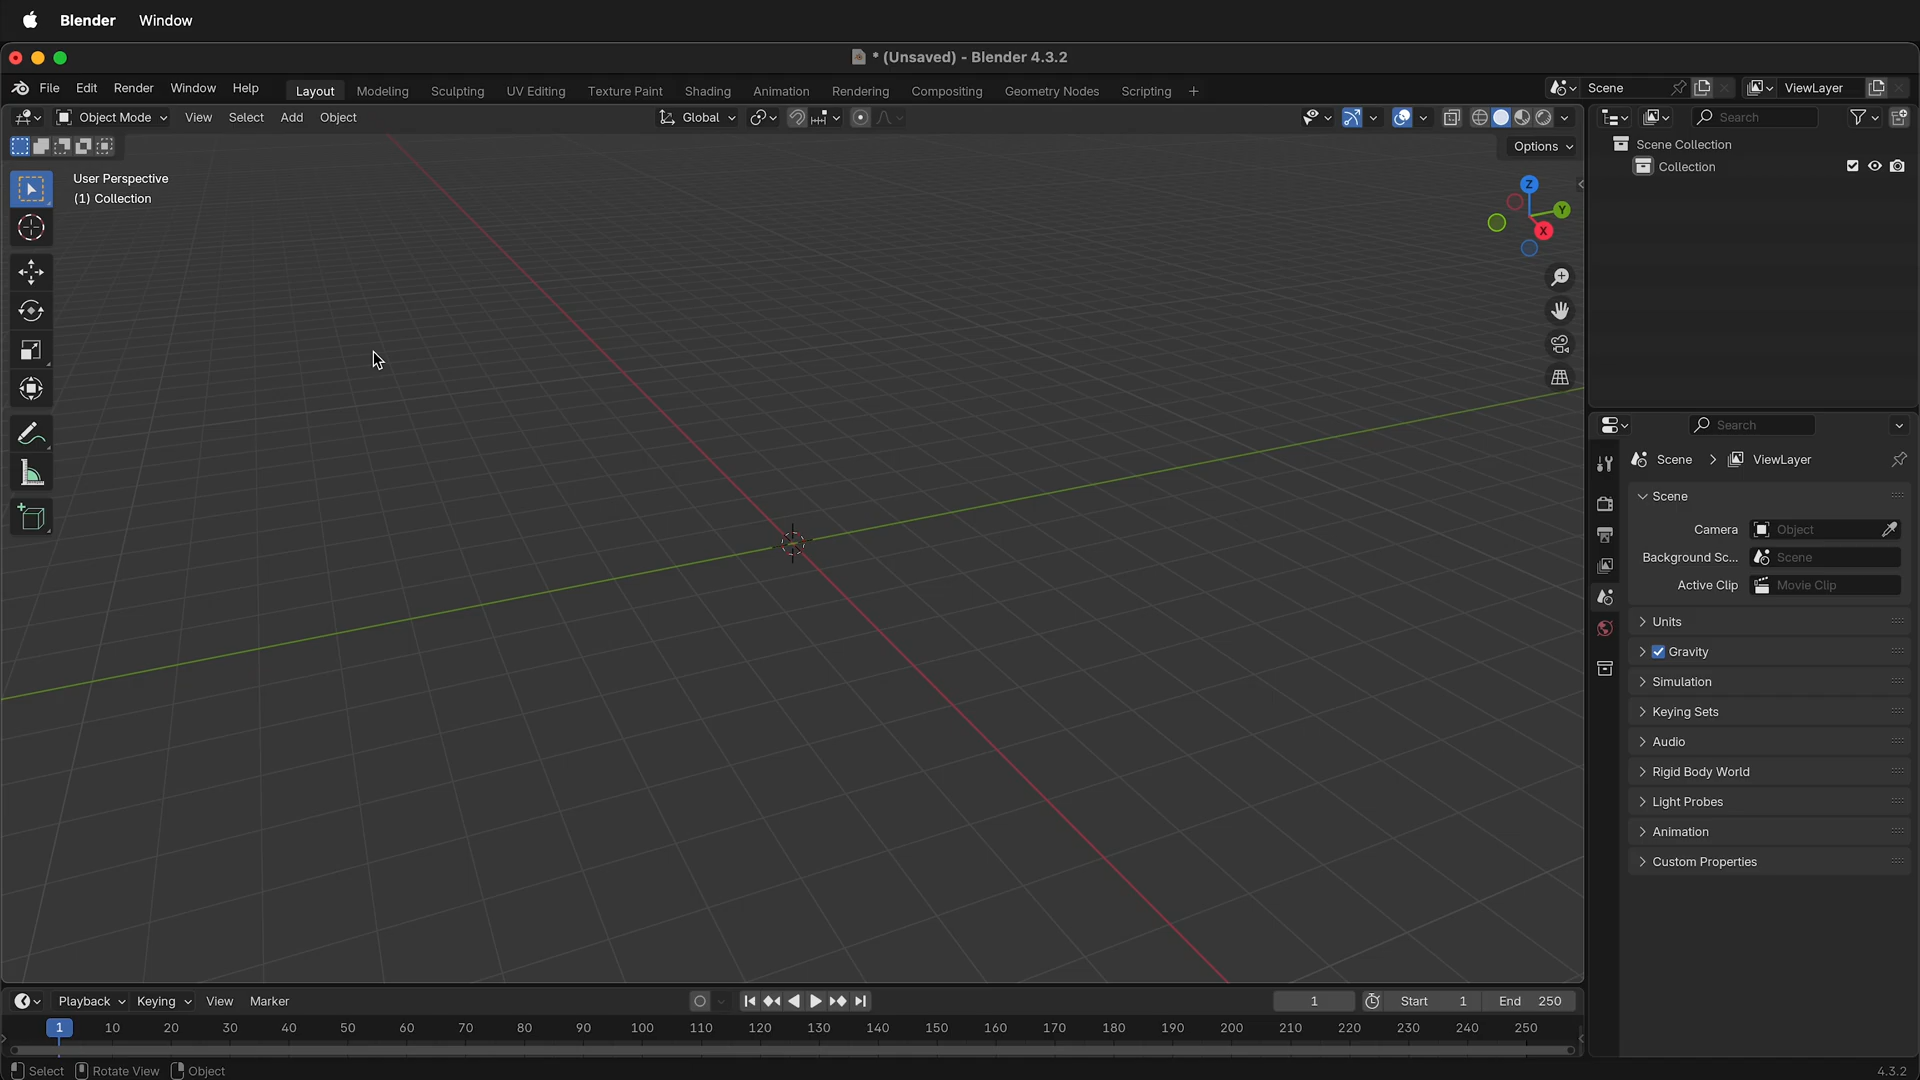 Blender Window
* (Unsaved) - Blender 4.3.2
File Edit Render Window Help Layout Modeling Sculpting UV Editing Texture Paint Shading Animation Rendering Compositing Geometry Nodes Scripting + Scene ViewLayer
Object Mode View Select Add Object Global Search
Options
User Perspective
(1) Collection
Z
Y
X
Scene Collection
Collection
Search
Scene > ViewLayer
Scene
Camera Object
Background Sc... Scene
Active Clip Movie Clip
Units
Gravity
Simulation
Keying Sets
Audio
Rigid Body World
Light Probes
Animation
Custom Properties
Playback Keying View Marker 1 Start 1 End 250
1 10 20 30 40 50 60 70 80 90 100 110 120 130 140 150 160 170 180 190 200 210 220 230 240 250
Select Rotate View Object 4.3.2